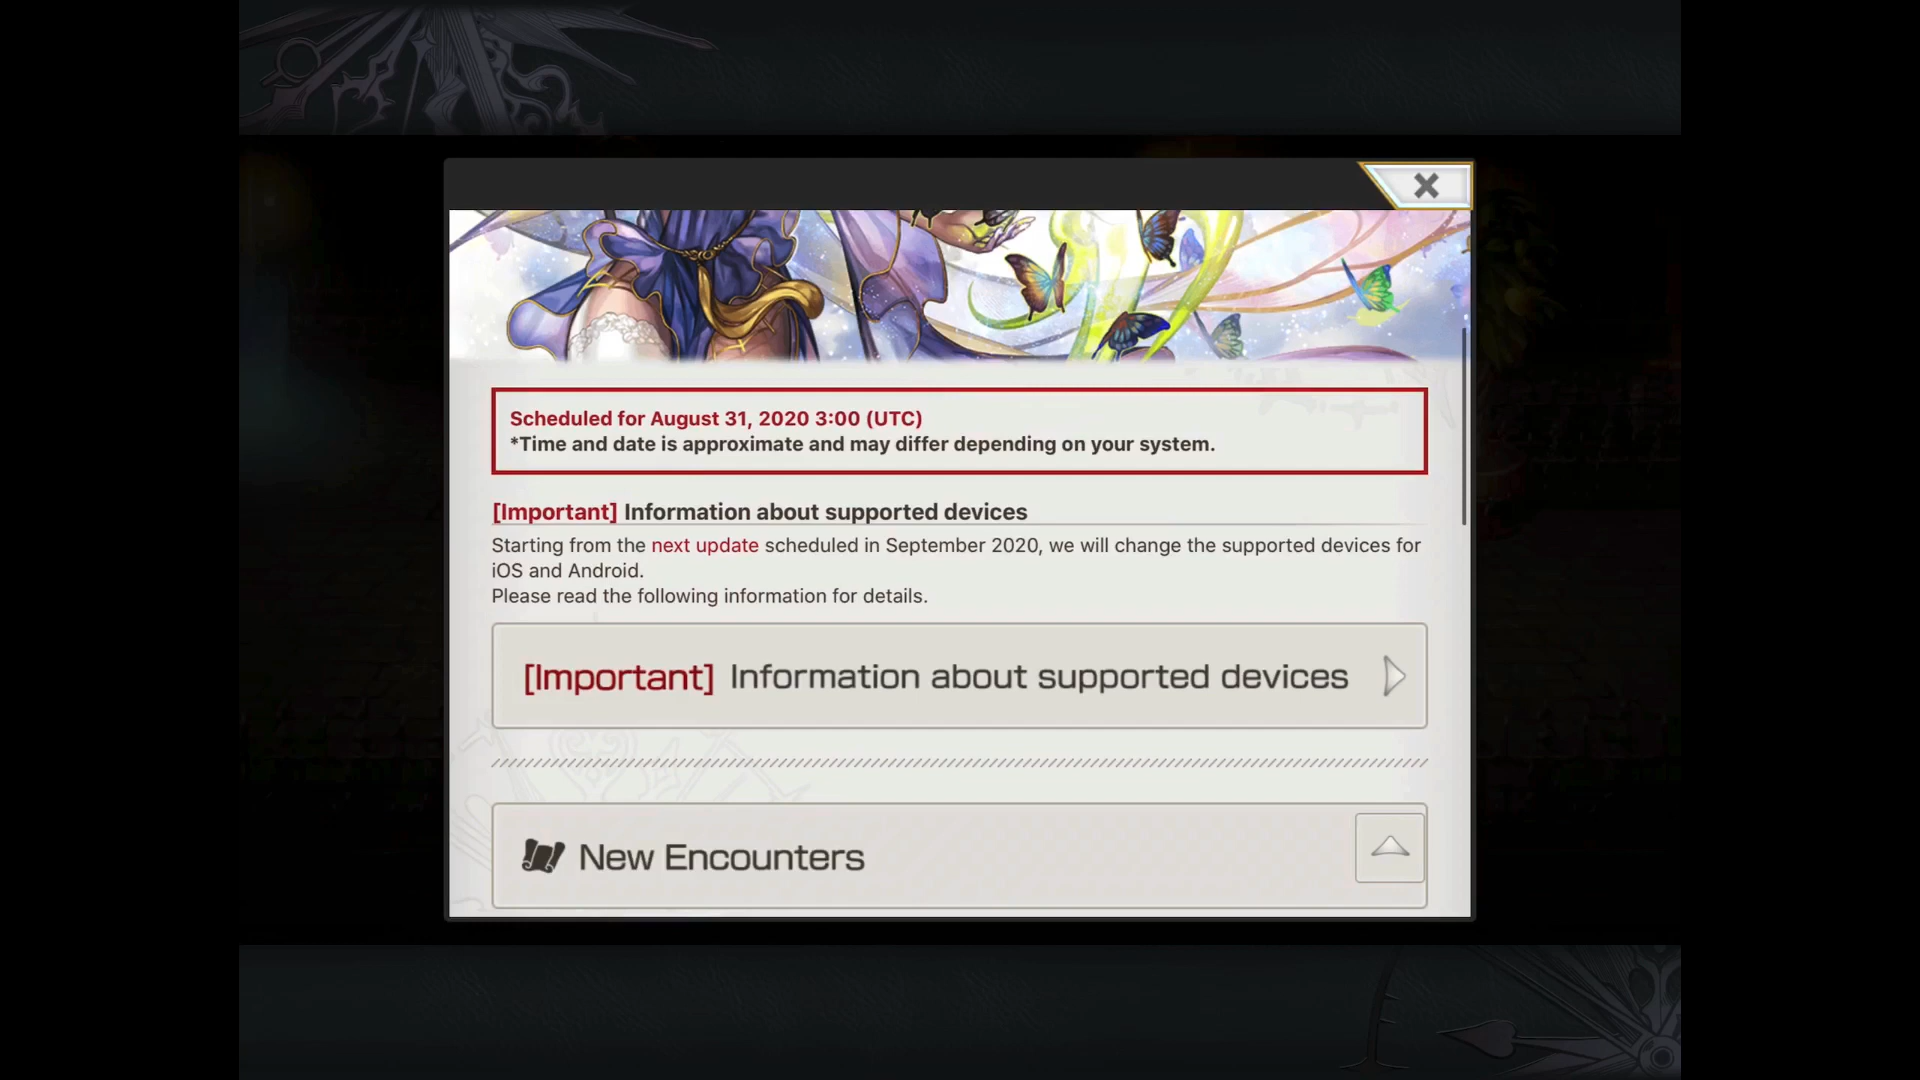 Scheduled for August 31, 2020 3:00 (UTC)
*Time and date is approximate and may differ depending on your system.
[Important] Information about supported devices
Starting from the next update scheduled in September 2020, we will change the supported devices for
iOS and Android.
Please read the following information for details.
[Important] Information about supported devices
New Encounters